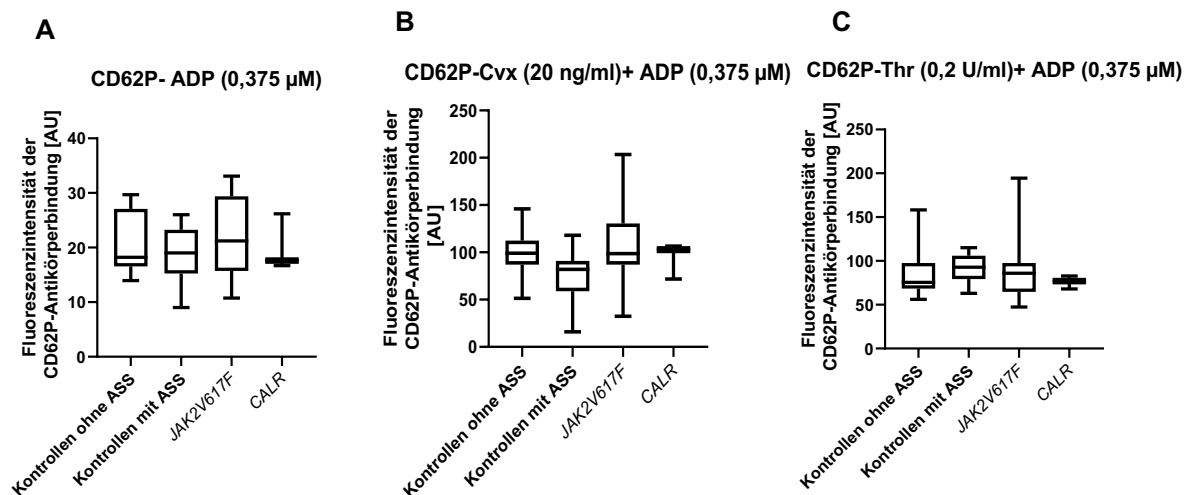 A
CD62P- ADP (0,375 µM)
Fluoreszenzintensität der
CD62P-Antikörperbindung [AU]
40
30
20
10
0
Kontrollen ohne ASS
Kontrollen mit ASS
JAK2V617F
CALR
B
CD62P-Cvx (20 ng/ml)+ ADP (0,375 µM)
Fluoreszenzintensität der
CD62P-Antikörperbindung
[AU]
250
200
150
100
50
0
Kontrollen ohne ASS
Kontrollen mit ASS
JAK2V617F
CALR
C
CD62P-Thr (0,2 U/ml)+ ADP (0,375 µM)
Fluoreszenzintensität der
CD62P-Antikörperbindung [AU]
250
200
150
100
50
0
Kontrollen ohne ASS
Kontrollen mit ASS
JAK2V617F
CALR